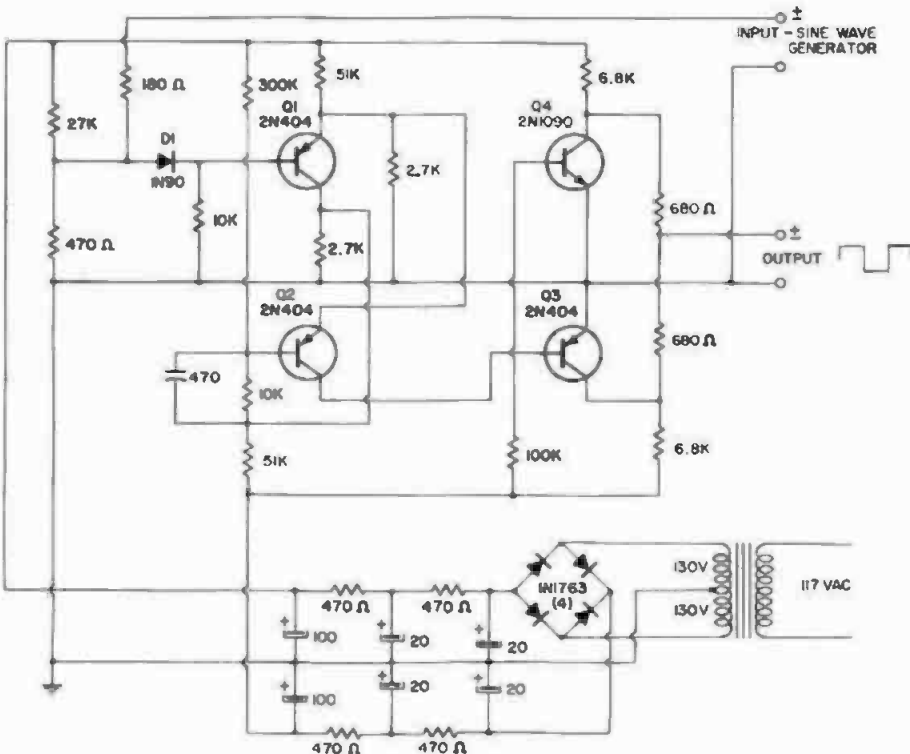 ±
INPUT - SINE WAVE
GENERATOR
180 Ω
300K
51K
6.8K
27K
Q1
2N404
Q4
2N1090
D1
1N90
2.7K
10K
680 Ω
470 Ω
2.7K
±
OUTPUT
Q2
2N404
Q3
2N404
680 Ω
470
10K
51K
100K
6.8K
470 Ω
470 Ω
1N1763
(4)
130V
130V
117 VAC
+
100
+
20
+
20
+
100
+
20
+
20
470 Ω
470 Ω